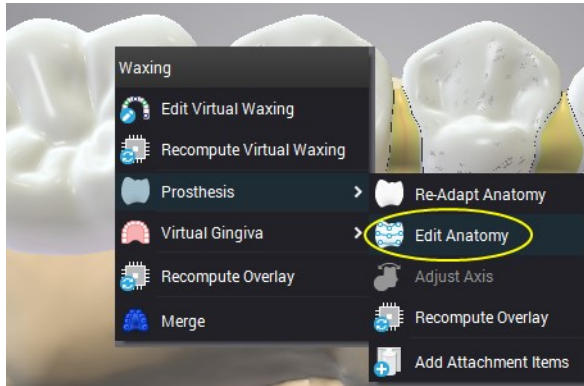 Waxing
Edit Virtual Waxing
Recompute Virtual Waxing
Prosthesis
Virtual Gingiva
Recompute Overlay
Merge
Re-Adapt Anatomy
Edit Anatomy
Adjust Axis
Recompute Overlay
Add Attachment Items